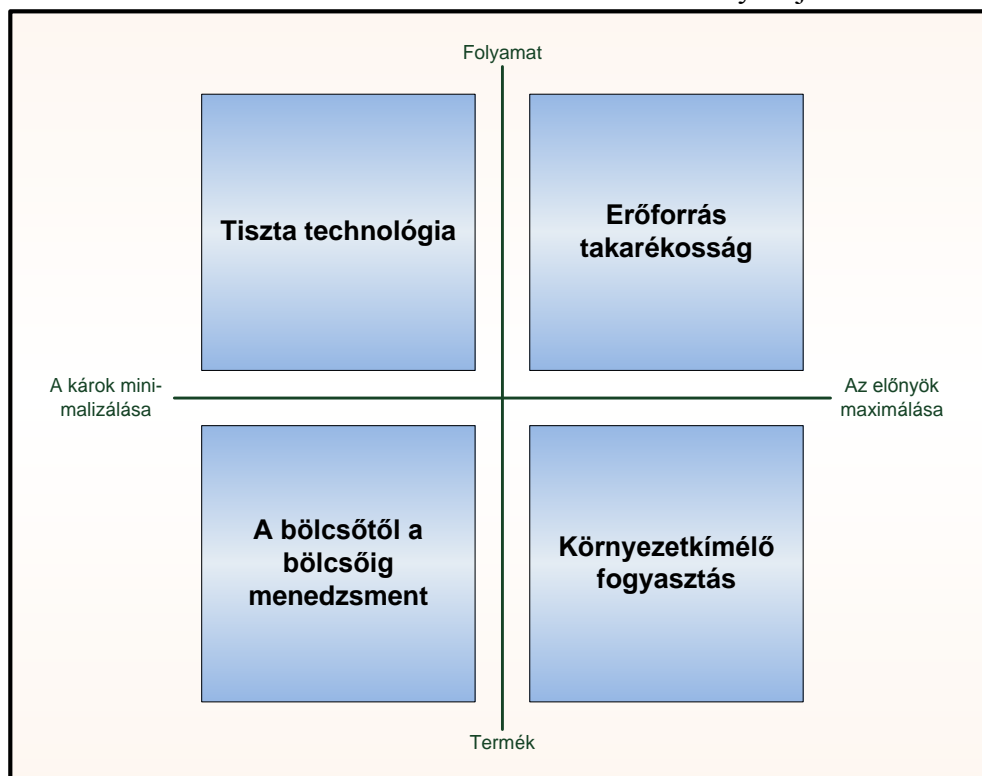 Folyamat
Tiszta technológia
Erőforrás
takarékosság
A károk mini-
malizálása
Az előnyök
maximálása
A bölcsőtől a
bölcsőig
menedzsment
Környezetkímélő
fogyasztás
Termék